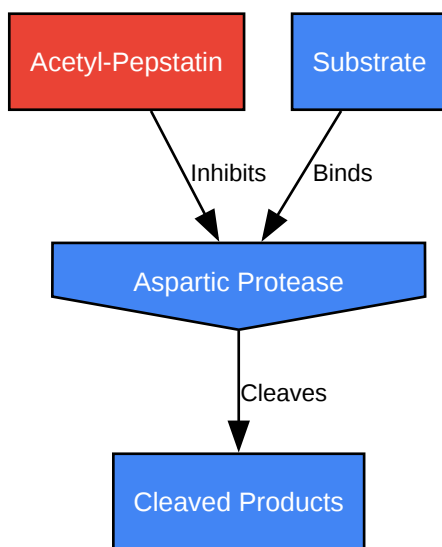 Acetyl-Pepstatin
Substrate
Inhibits
Binds
Aspartic Protease
Cleaves
Cleaved Products